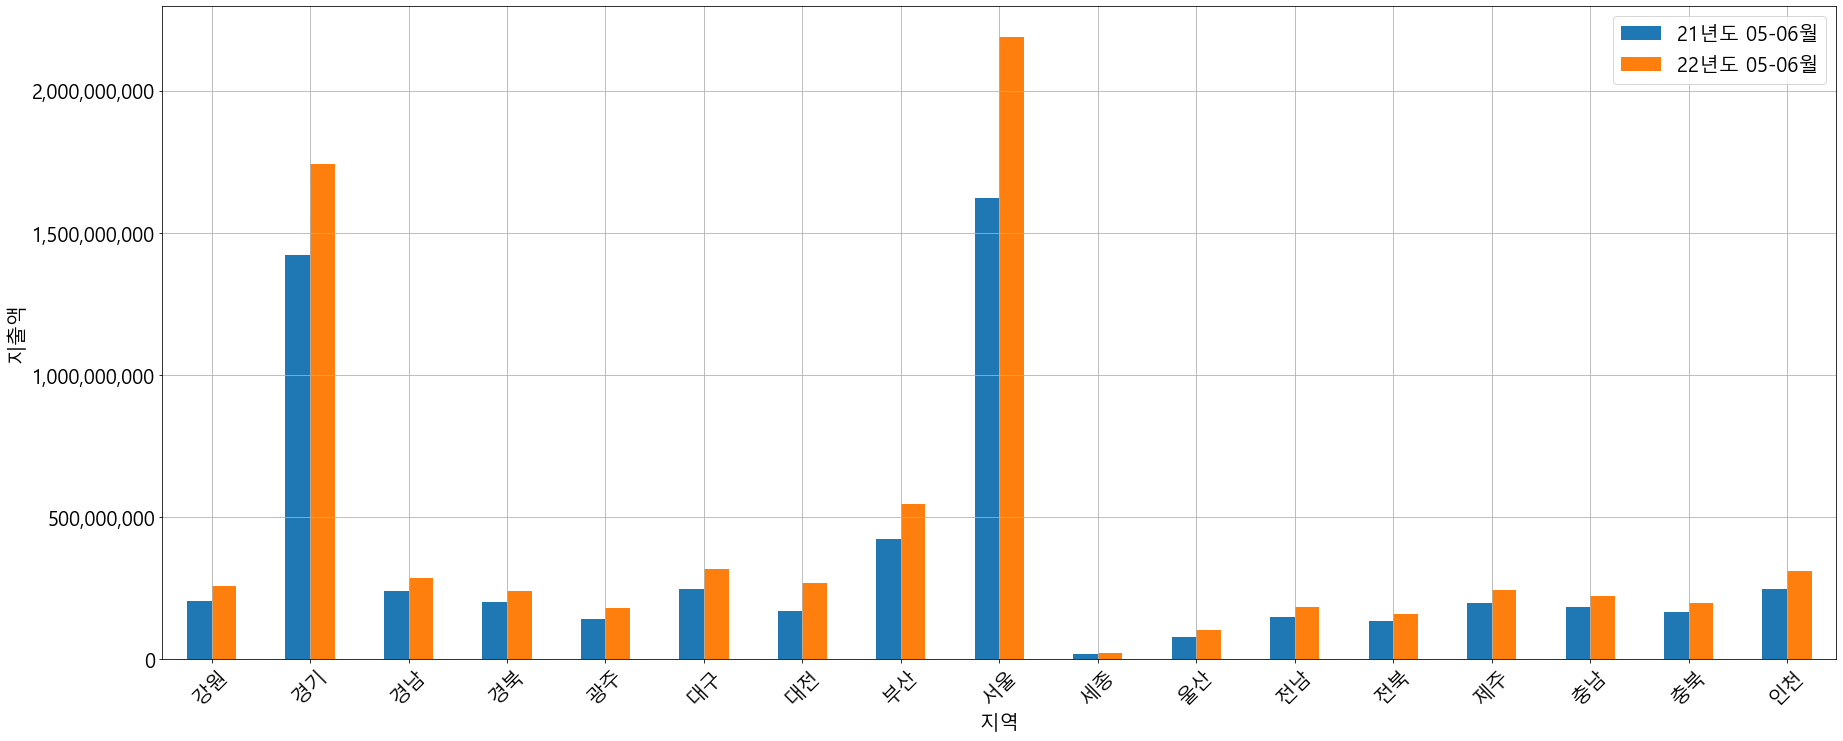 21년도 05-06월
22년도 05-06월
2,000,000,000
1,500,000,000
1,000,000,000
500,000,000
0
지출액
강원
경기
경남
경북
광주
대구
대전
부산
서울
세종
울산
전남
전북
제주
충남
충북
인천
지역